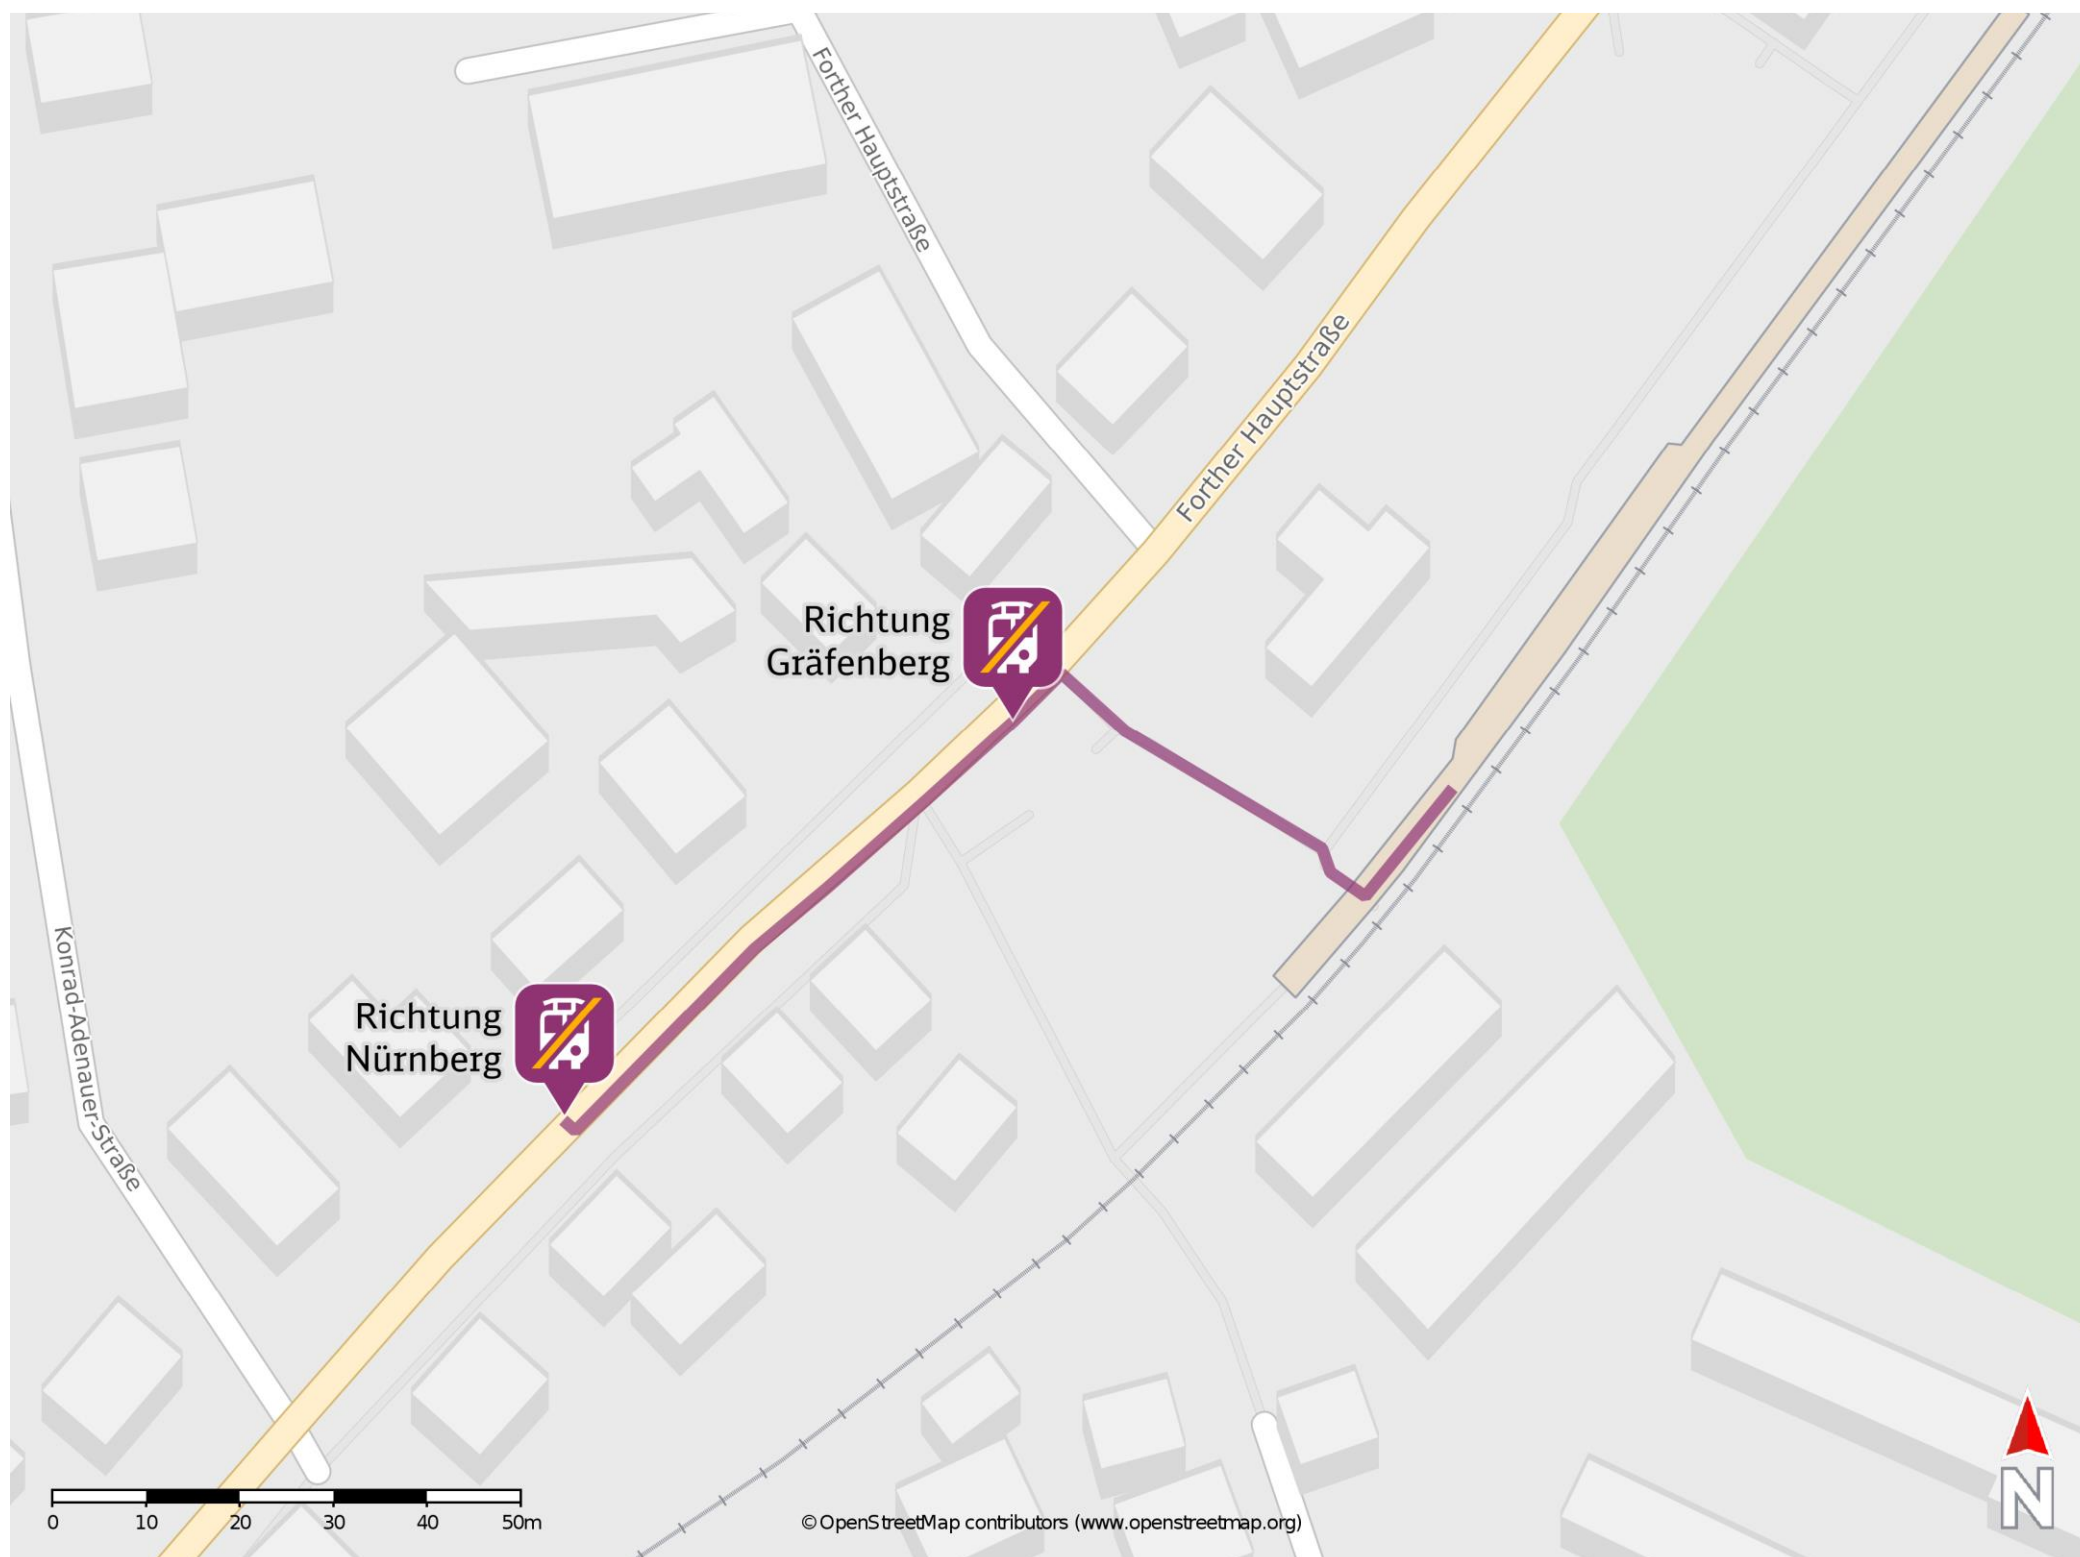 Forther Hauptstraße
Forther Hauptstraße
Richtung
Gräfenberg
Richtung
Nürnberg
Konrad-Adenauer-Straße
0 10 20 30 40 50m
© OpenStreetMap contributors (www.openstreetmap.org)
N